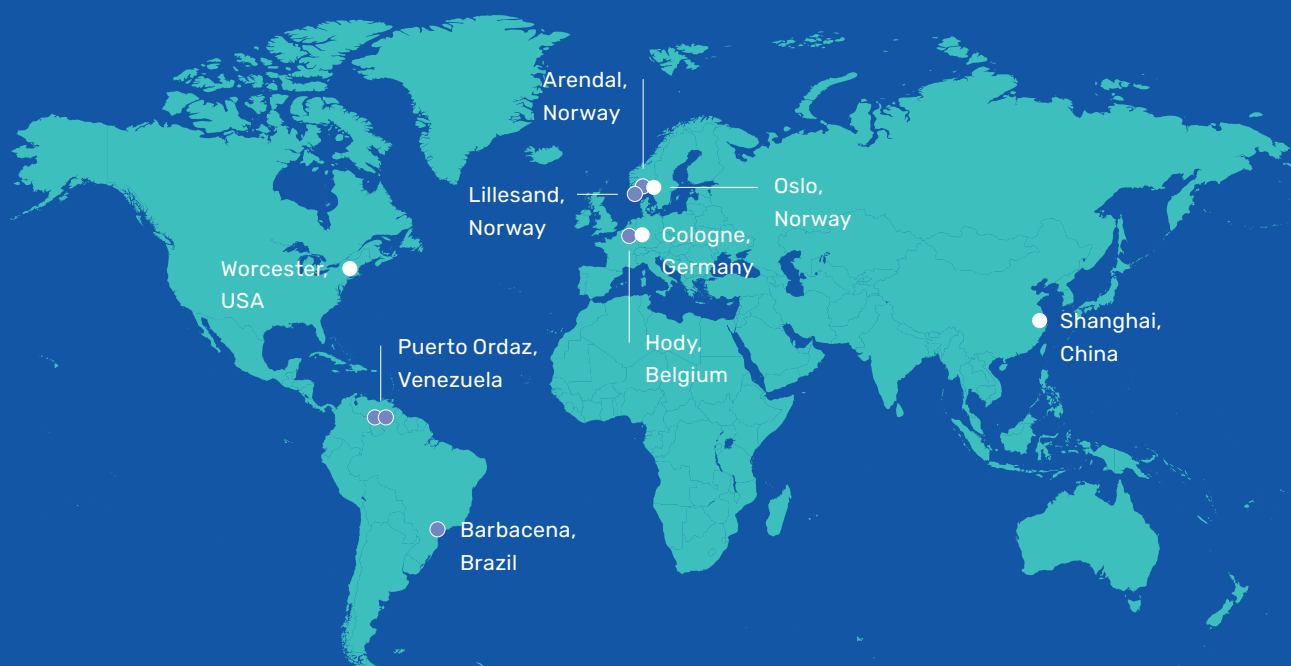 Arendal,
Norway
Lillesand,
Norway
Oslo,
Norway
Cologne,
Germany
Worcester,
USA
Hody,
Belgium
Shanghai,
China
Puerto Ordaz,
Venezuela
Barbacena,
Brazil